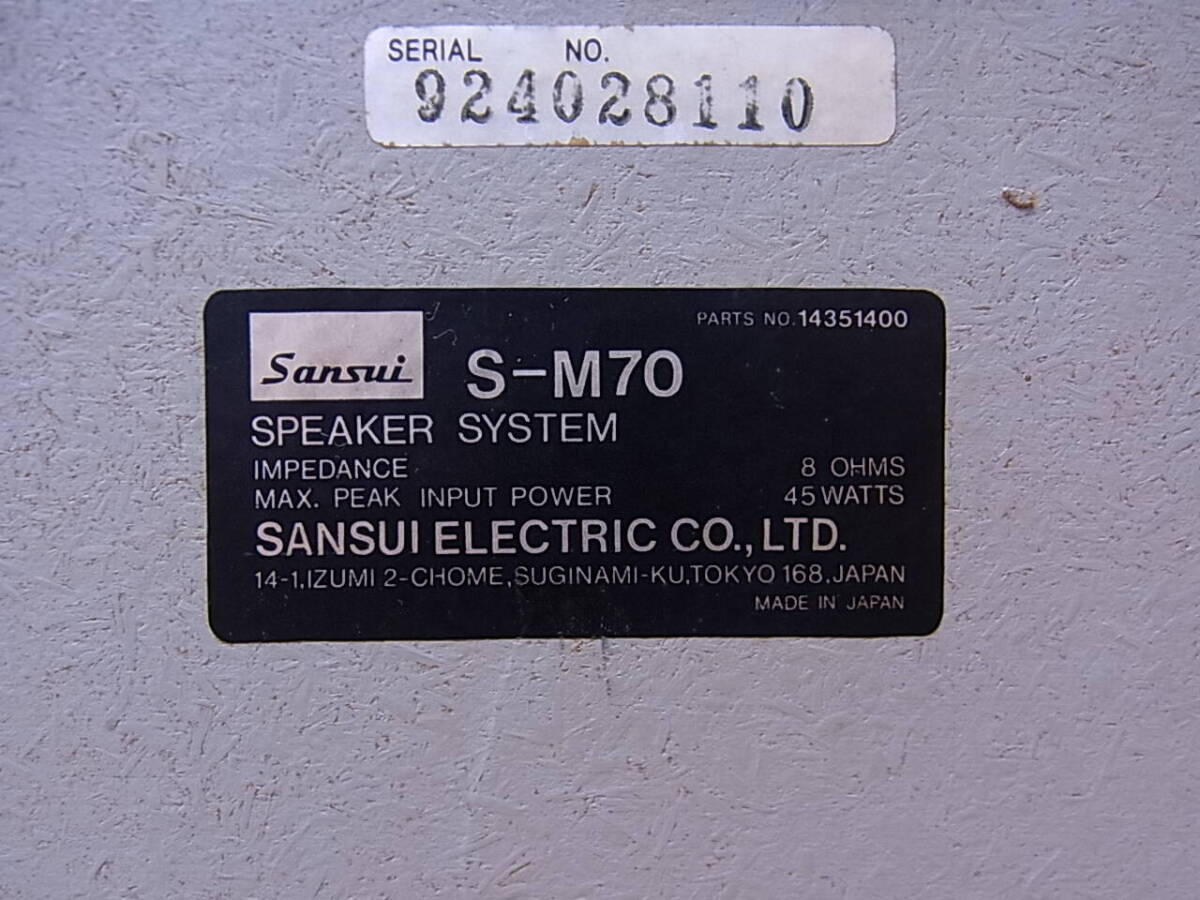 SERIAL NO.
924028110
PARTS NO. 14351400
Sansui S-M70
SPEAKER SYSTEM
IMPEDANCE 8 OHMS
MAX. PEAK INPUT POWER 45 WATTS
SANSUI ELECTRIC CO., LTD.
14-1, IZUMI 2-CHOME, SUGINAMI-KU, TOKYO 168, JAPAN
MADE IN JAPAN